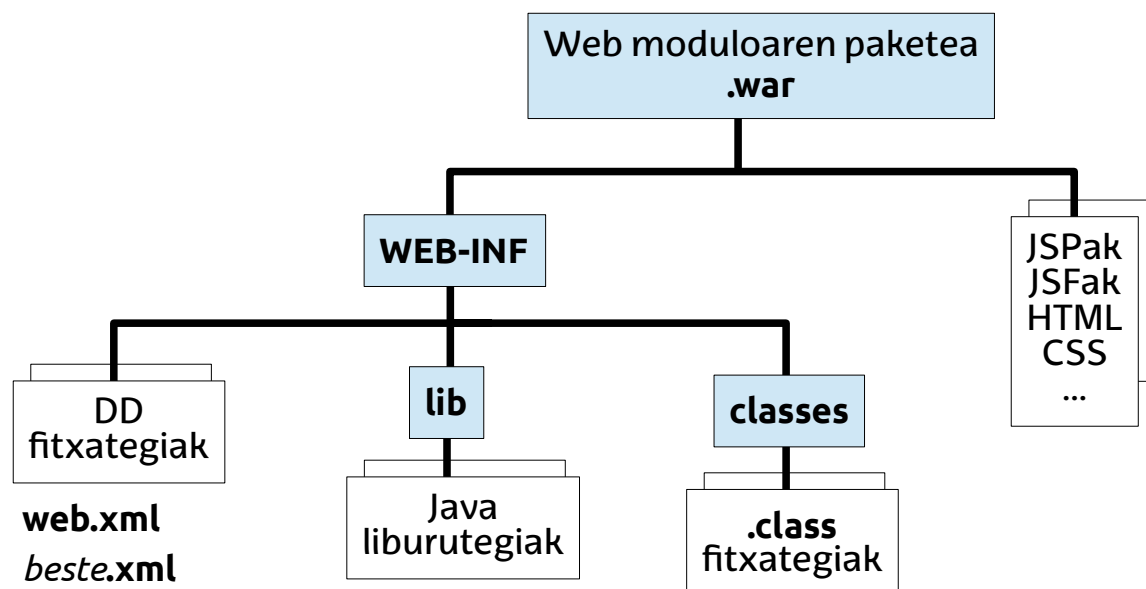 Web moduloaren paketea
.war
WEB-INF
JSPak
JSFak
HTML
CSS
...
DD
fitxategiak
web.xml
beste.xml
lib
Java
liburutegiak
classes
.class
fitxategiak